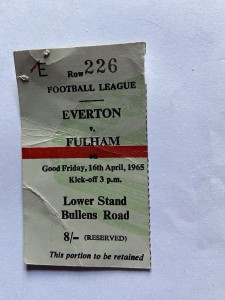 E Row 226
FOOTBALL LEAGUE
EVERTON
v.
FULHAM
on
Good Friday, 16th April, 1965
Kick-off 3 p.m.
Lower Stand
Bullens Road
8/- (RESERVED)
This portion to be retained